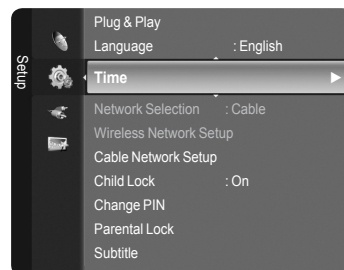 Setup
Plug & Play
Language : English
Time
Network Selection : Cable
Wireless Network Setup
Cable Network Setup
Child Lock : On
Change PIN
Parental Lock
Subtitle